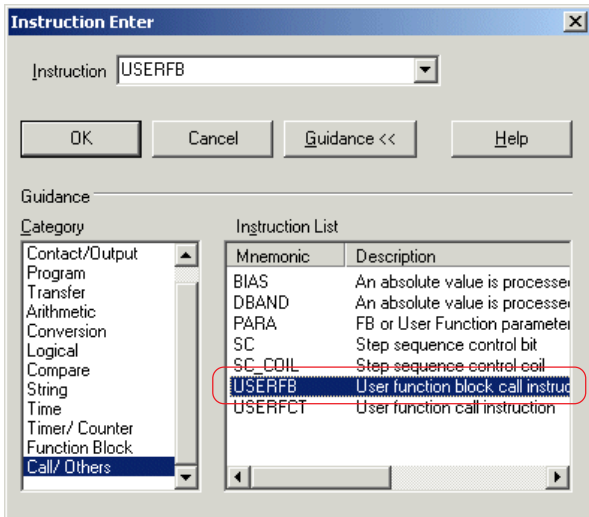 Instruction Enter
Instruction USERFB
OK Cancel Guidance << Help
Guidance
Category
Contact/Output
Program
Transfer
Arithmetic
Conversion
Logical
Compare
String
Time
Timer/ Counter
Function Block
Call/ Others
Instruction List
Mnemonic Description
BIAS An absolute value is processe
DBAND An absolute value is processe
PARA FB or User Function parameter
SC Step sequence control bit
SC_COIL Step sequence control coil
USERFB User function block call instruc
USERFCT User function call instruction